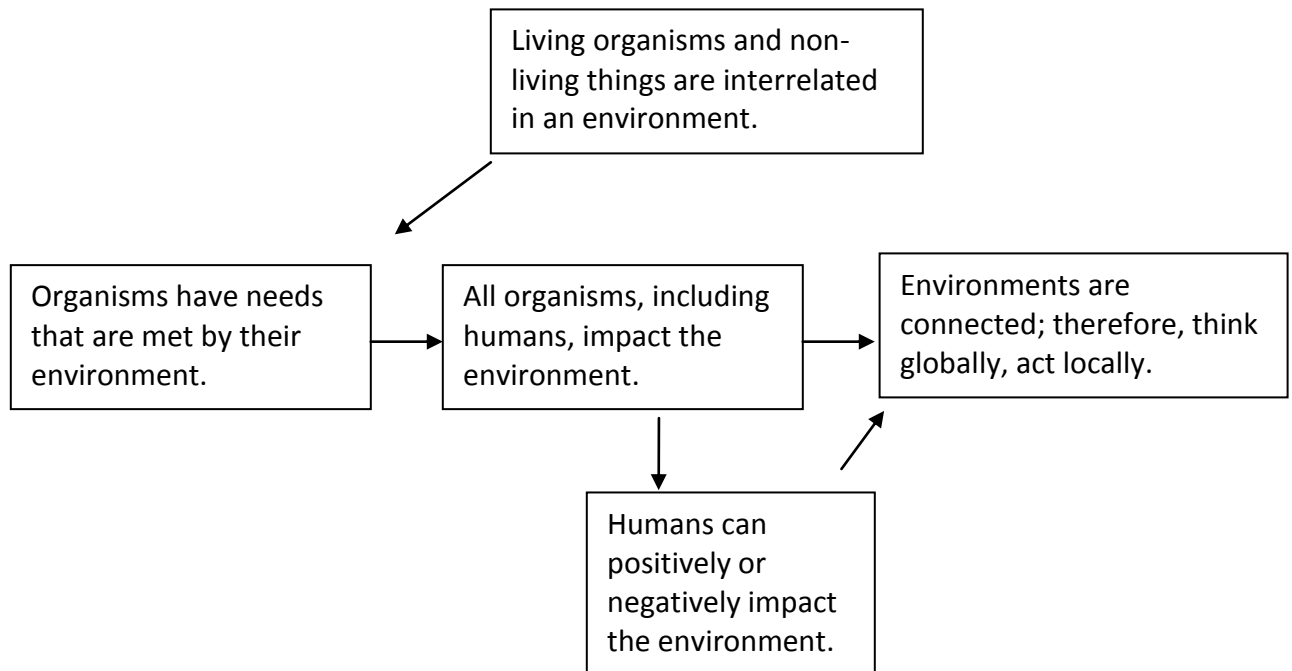 Living organisms and non-
living things are interrelated
in an environment.
Organisms have needs
that are met by their
environment.
All organisms, including
humans, impact the
environment.
Environments are
connected; therefore, think
globally, act locally.
Humans can
positively or
negatively impact
the environment.